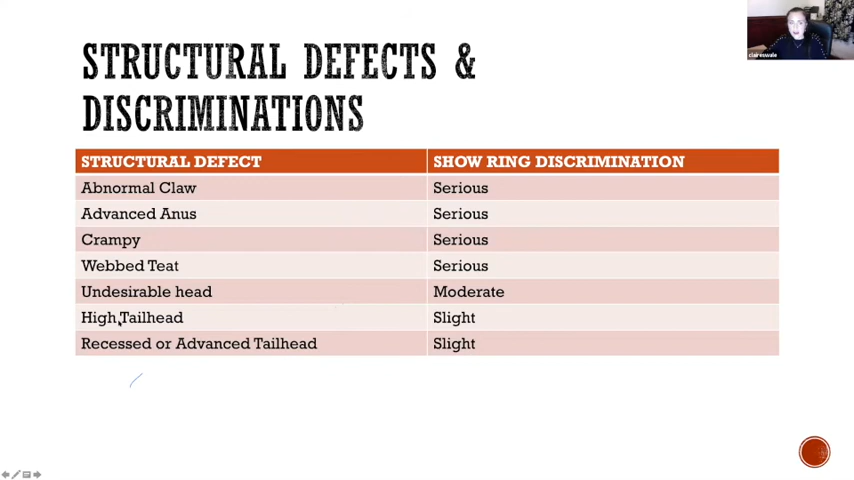 claireswale
STRUCTURAL DEFECTS &
DISCRIMINATIONS
STRUCTURAL DEFECT SHOW RING DISCRIMINATION
Abnormal Claw Serious
Advanced Anus Serious
Crampy Serious
Webbed Teat Serious
Undesirable head Moderate
High Tailhead Slight
Recessed or Advanced Tailhead Slight